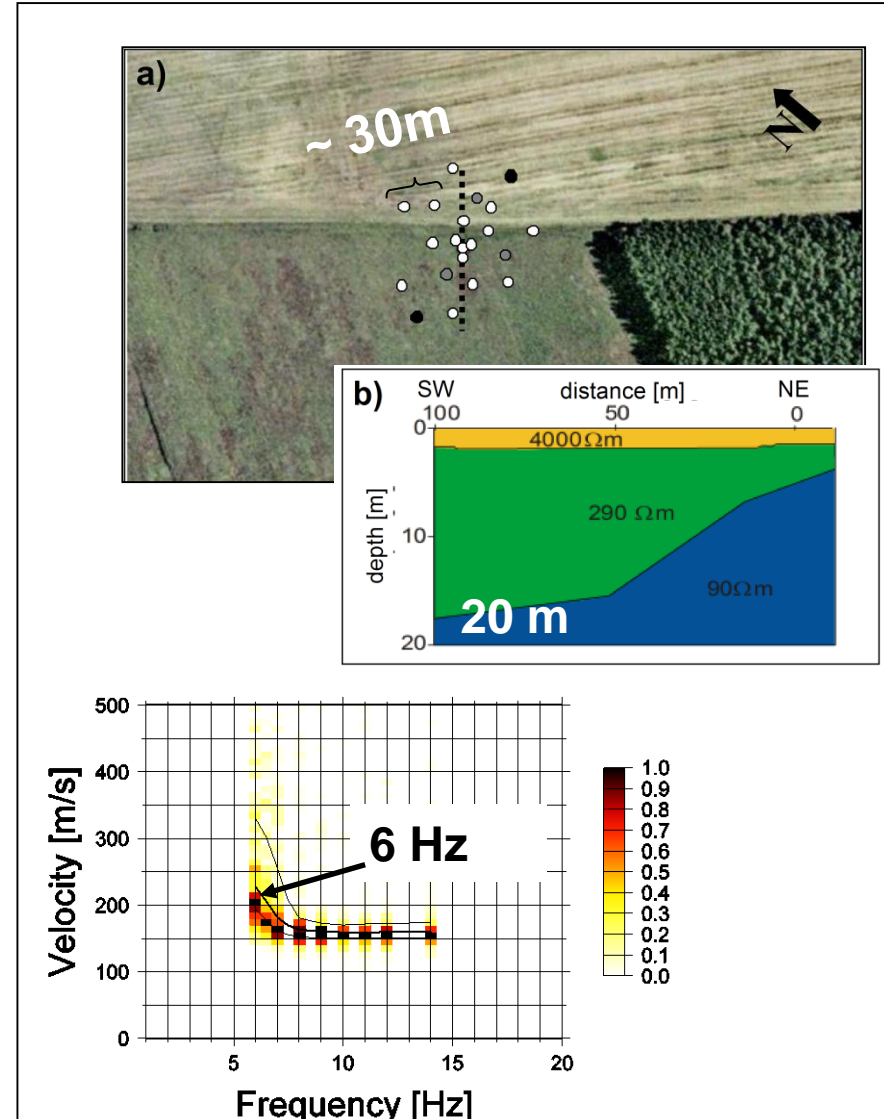 a)
~ 30m
N
b)
SW distance [m] NE
100 50 0
0
4000Ωm
depth [m]
290 Ωm
10
90Ωm
20 m
20
500
400
300
200
100
0
Velocity [m/s]
6 Hz
1.0
0.9
0.8
0.7
0.6
0.5
0.4
0.3
0.2
0.1
0.0
5 10 15 20
Frequency [Hz]